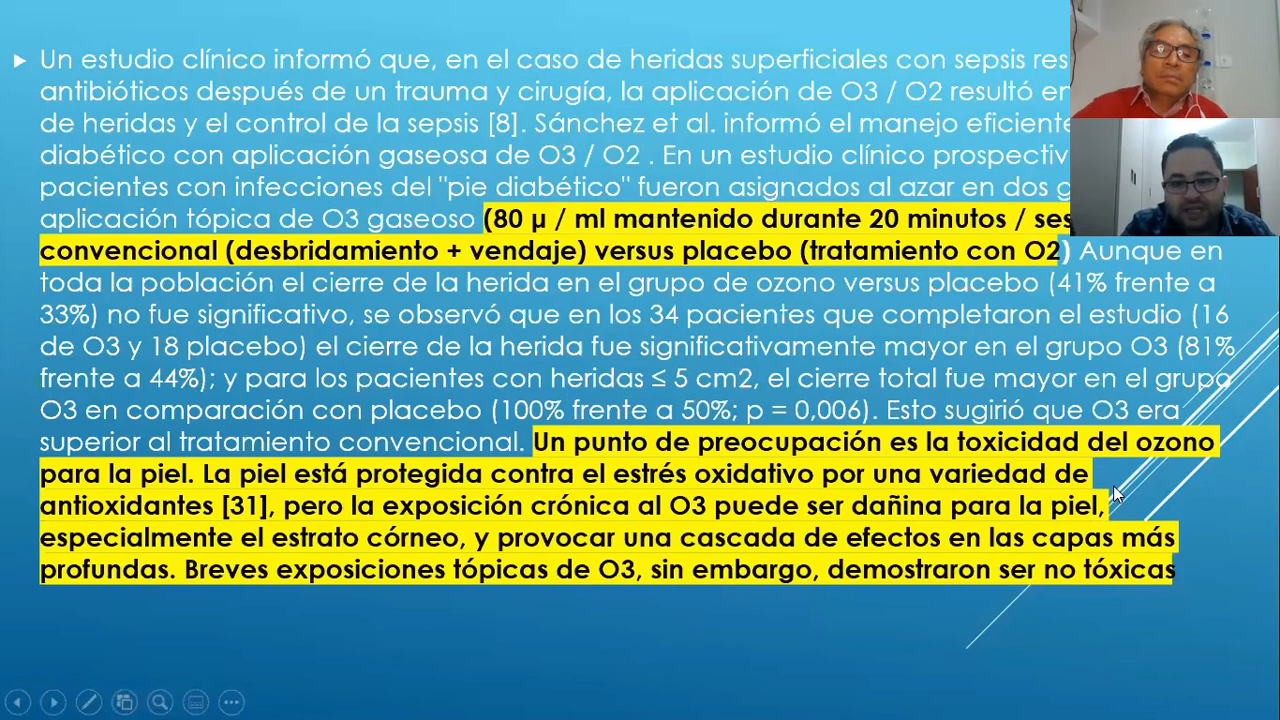 Un estudio clínico informó que, en el caso de heridas superficiales con sepsis
antibióticos después de un trauma y cirugía, la aplicación de O3 / O2 resultó
de heridas y el control de la sepsis [8]. Sánchez et al. informó el manejo eficiente
diabético con aplicación gaseosa de O3 / O2 . En un estudio clínico
pacientes con infecciones del "pie diabético" fueron asignados al azar en dos
aplicación tópica de O3 gaseoso (80 µ / ml mantenido durante 20 minutos /
convencional (desbridamiento + vendaje) versus placebo (tratamiento con O2) Aunque en
toda la población el cierre de la herida en el grupo de ozono versus placebo (41% frente a
33%) no fue significativo, se observó que en los 34 pacientes que completaron el estudio (16
de O3 y 18 placebo) el cierre de la herida fue significativamente mayor en el grupo O3 (81%
frente a 44%); y para los pacientes con heridas ≤ 5 cm2, el cierre total fue mayor en el grupo
O3 en comparación con placebo (100% frente a 50%; p = 0,006). Esto sugirió que O3 era
superior al tratamiento convencional. Un punto de preocupación es la toxicidad del ozono
para la piel. La piel está protegida contra el estrés oxidativo por una variedad de
antioxidantes [31], pero la exposición crónica al O3 puede ser dañina para la piel,
especialmente el estrato córneo, y provocar una cascada de efectos en las capas más
profundas. Breves exposiciones tópicas de O3, sin embargo, demostraron ser no tóxicas